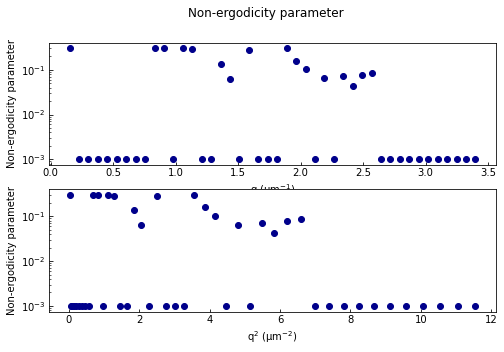 Non-ergodicity parameter
Non-ergodicity parameter
10⁻¹
10⁻²
10⁻³
0.0 0.5 1.0 1.5 2.0 2.5 3.0 3.5
q (μm⁻¹)
Non-ergodicity parameter
10⁻¹
10⁻²
10⁻³
0 2 4 6 8 10 12
q² (μm⁻²)